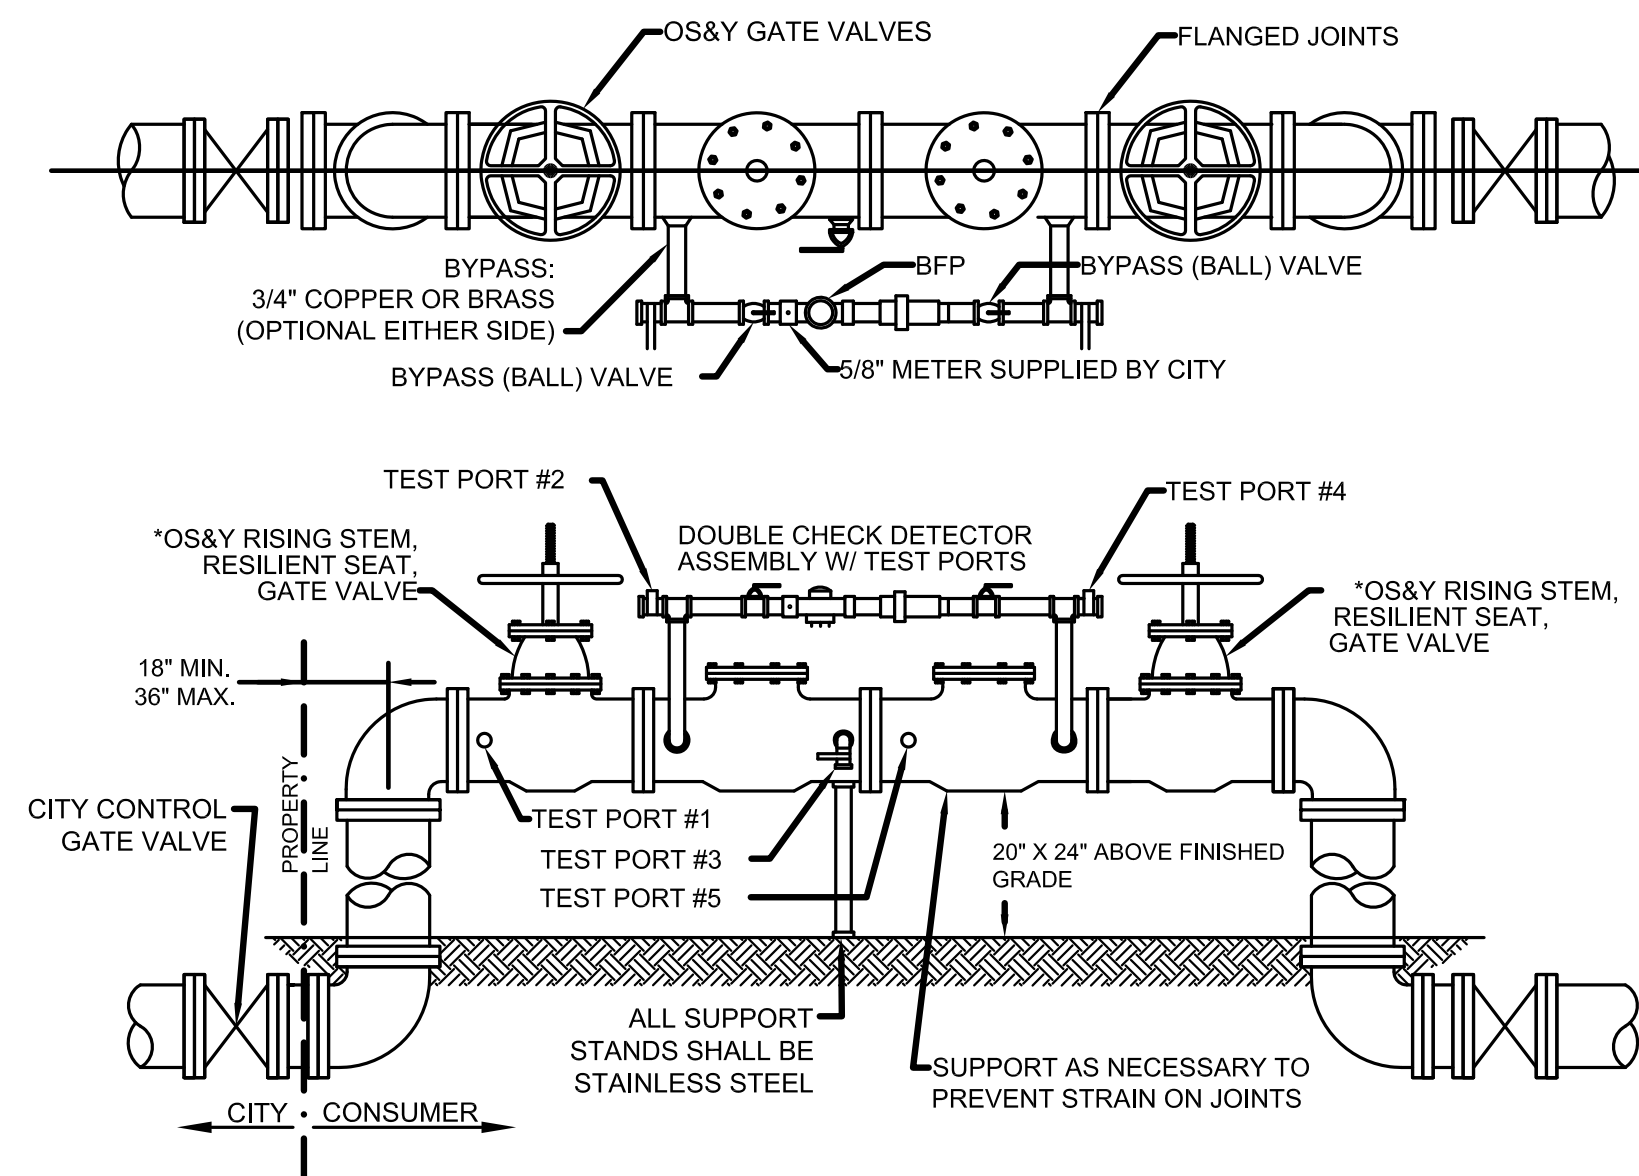 OS&Y GATE VALVES
FLANGED JOINTS
BYPASS:
3/4" COPPER OR BRASS
(OPTIONAL EITHER SIDE)
BFP
BYPASS (BALL) VALVE
BYPASS (BALL) VALVE
5/8" METER SUPPLIED BY CITY
TEST PORT #2
TEST PORT #4
*OS&Y RISING STEM,
RESILIENT SEAT,
GATE VALVE
DOUBLE CHECK DETECTOR
ASSEMBLY W/ TEST PORTS
*OS&Y RISING STEM,
RESILIENT SEAT,
GATE VALVE
18" MIN.
36" MAX.
PROPERTY
LINE
CITY CONTROL
GATE VALVE
TEST PORT #1
TEST PORT #3
TEST PORT #5
20" X 24" ABOVE FINISHED
GRADE
ALL SUPPORT
STANDS SHALL BE
STAINLESS STEEL
SUPPORT AS NECESSARY TO
PREVENT STRAIN ON JOINTS
CITY
CONSUMER